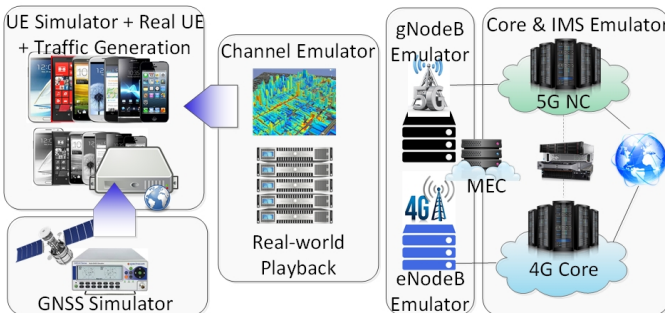 UE Simulator + Real UE
+ Traffic Generation
GNSS Simulator
Channel Emulator
Real-world
Playback
gNodeB
Emulator
5G
MEC
4G
eNodeB
Emulator
Core & IMS Emulator
5G NC
4G Core